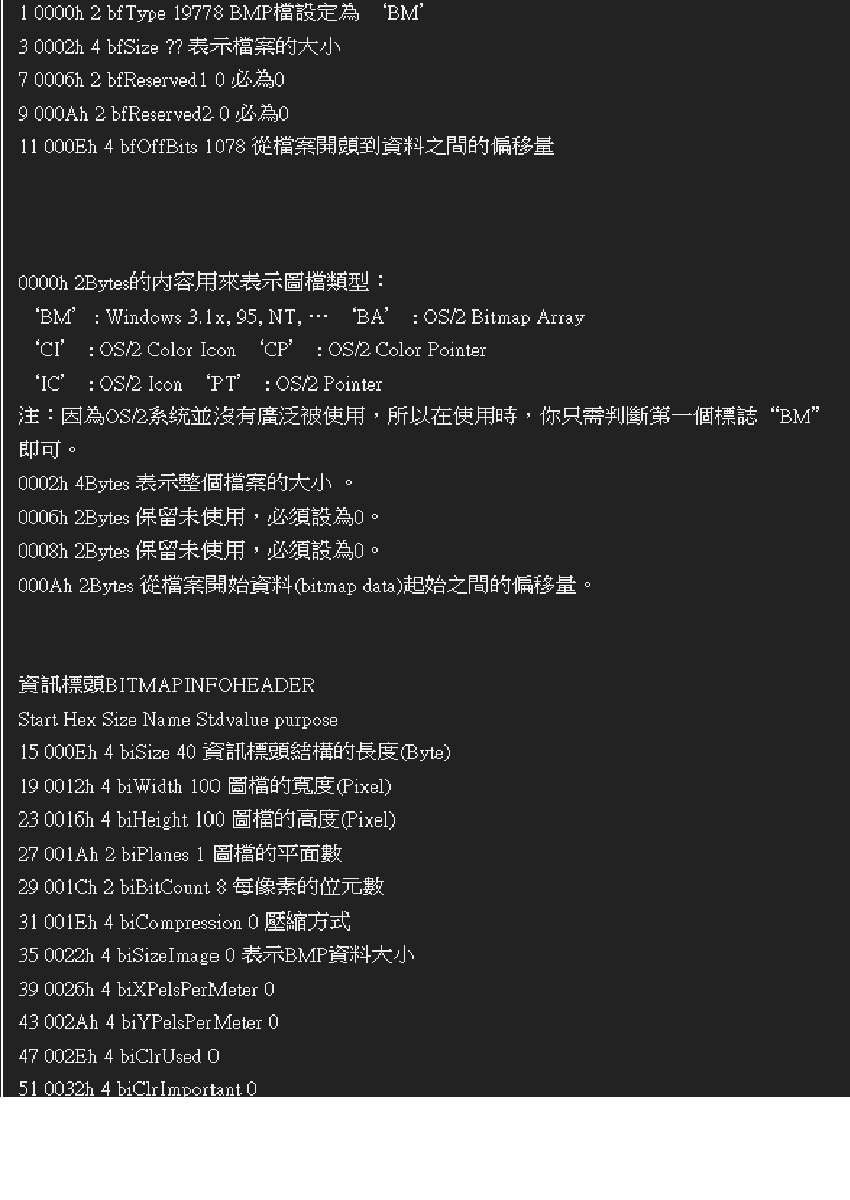 1 0000h 2 bfType 19778 BMP檔設定為 ‘BM’
3 0002h 4 bfSize ?? 表示檔案的大小
7 0006h 2 bfReserved1 0 必為0
9 000Ah 2 bfReserved2 0 必為0
11 000Eh 4 bfOffBits 1078 從檔案開頭到資料之間的偏移量
0000h 2Bytes的內容用來表示圖檔類型：
‘BM’ : Windows 3.1x, 95, NT, … ‘BA’ : OS/2 Bitmap Array
‘CI’ : OS/2 Color Icon ‘CP’ : OS/2 Color Pointer
‘IC’ : OS/2 Icon ‘PT’ : OS/2 Pointer
注：因為OS/2系统並沒有廣泛被使用，所以在使用時，你只需判斷第一個標誌“BM”
即可。
0002h 4Bytes 表示整個檔案的大小 。
0006h 2Bytes 保留未使用，必須設為0。
0008h 2Bytes 保留未使用，必須設為0。
000Ah 2Bytes 從檔案開始資料(bitmap data)起始之間的偏移量。
資訊標頭BITMAPINFOHEADER
Start Hex Size Name Stdvalue purpose
15 000Eh 4 biSize 40 資訊標頭結構的長度(Byte)
19 0012h 4 biWidth 100 圖檔的寬度(Pixel)
23 0016h 4 biHeight 100 圖檔的高度(Pixel)
27 001Ah 2 biPlanes 1 圖檔的平面數
29 001Ch 2 biBitCount 8 每像素的位元數
31 001Eh 4 biCompression 0 壓縮方式
35 0022h 4 biSizeImage 0 表示BMP資料大小
39 0026h 4 biXPelsPerMeter 0
43 002Ah 4 biYPelsPerMeter 0
47 002Eh 4 biClrUsed 0
51 0032h 4 biClrImportant 0